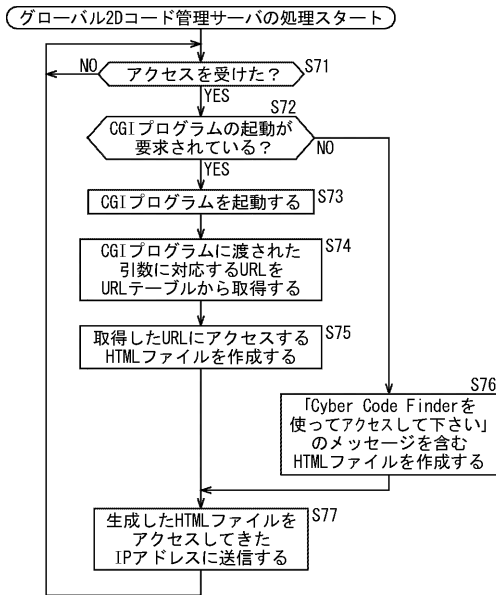 グローバル2Dコード管理サーバの処理スタート
NO
アクセスを受けた?
S71
YES
S72
CGIプログラムの起動が
要求されている?
NO
YES
CGIプログラムを起動する
S73
CGIプログラムに渡された
引数に対応するURLを
URLテーブルから取得する
S74
取得したURLにアクセスする
HTMLファイルを作成する
S75
S76
「Cyber Code Finderを
使ってアクセスして下さい」
のメッセージを含む
HTMLファイルを作成する
生成したHTMLファイルを
アクセスしてきた
IPアドレスに送信する
S77